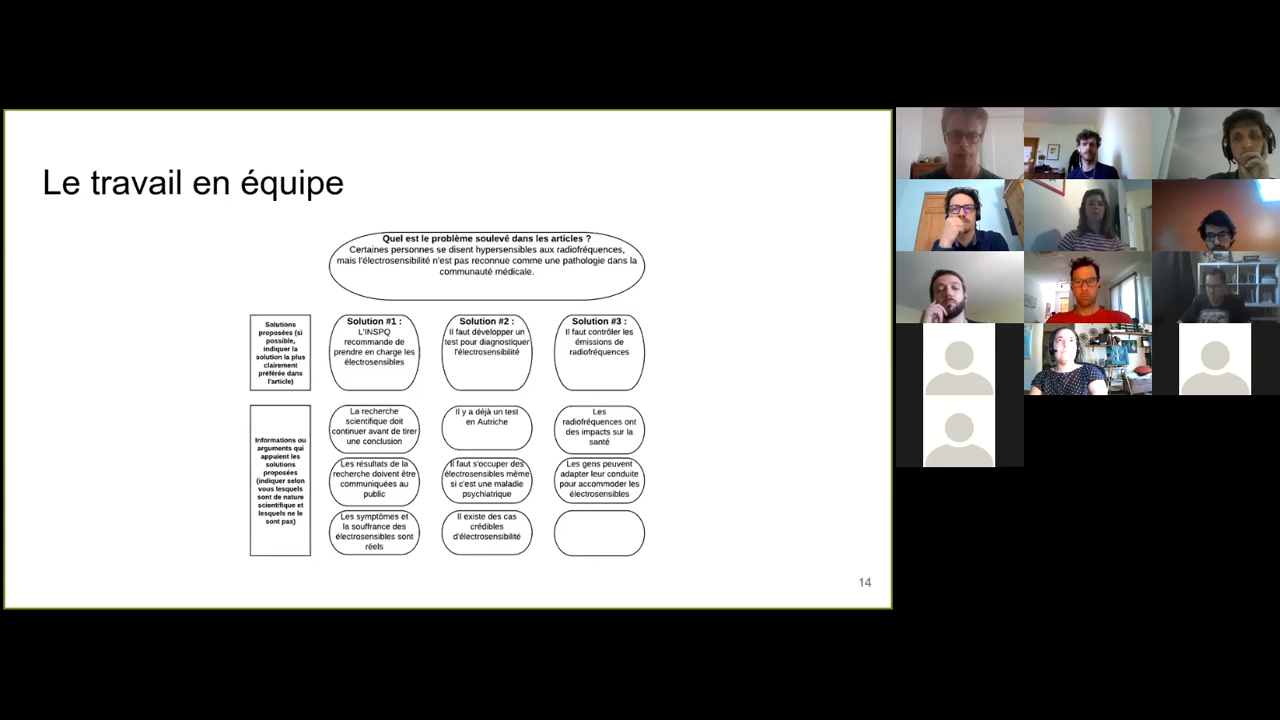 Le travail en équipe
Quel est le problème soulevé dans les articles ?
Certaines personnes se disent hypersensibles aux radiofréquences,
mais l'électrosensibilité n'est pas reconnue comme une pathologie dans la
communauté médicale.
Solutions
proposées (si
possible,
indiquer la
solution la plus
clairement
préférée dans
l'article)
Solution #1 :
L'INSPQ
recommande de
prendre en charge les
électrosensibles
Solution #2 :
Il faut développer un
test pour diagnostiquer
l'électrosensibilité
Solution #3 :
Il faut contrôler les
émissions de
radiofréquences
Informations ou
arguments qui
appuient les
solutions
proposées
(indiquer selon
vous lesquels
sont de nature
scientifique et
lesquels ne le
sont pas)
La recherche
scientifique doit
continuer avant de tirer
une conclusion
Il y a déjà un test
en Autriche
Les
radiofréquences ont
des impacts sur la
santé
Les résultats de la
recherche doivent être
communiquées au
public
Il faut s'occuper des
électrosensibles même
si c'est une maladie
psychiatrique
Les gens peuvent
adapter leur conduite
pour accommoder les
électrosensibles
Les symptômes et
la souffrance des
électrosensibles sont
réels
Il existe des cas
crédibles
d'électrosensibilité
14